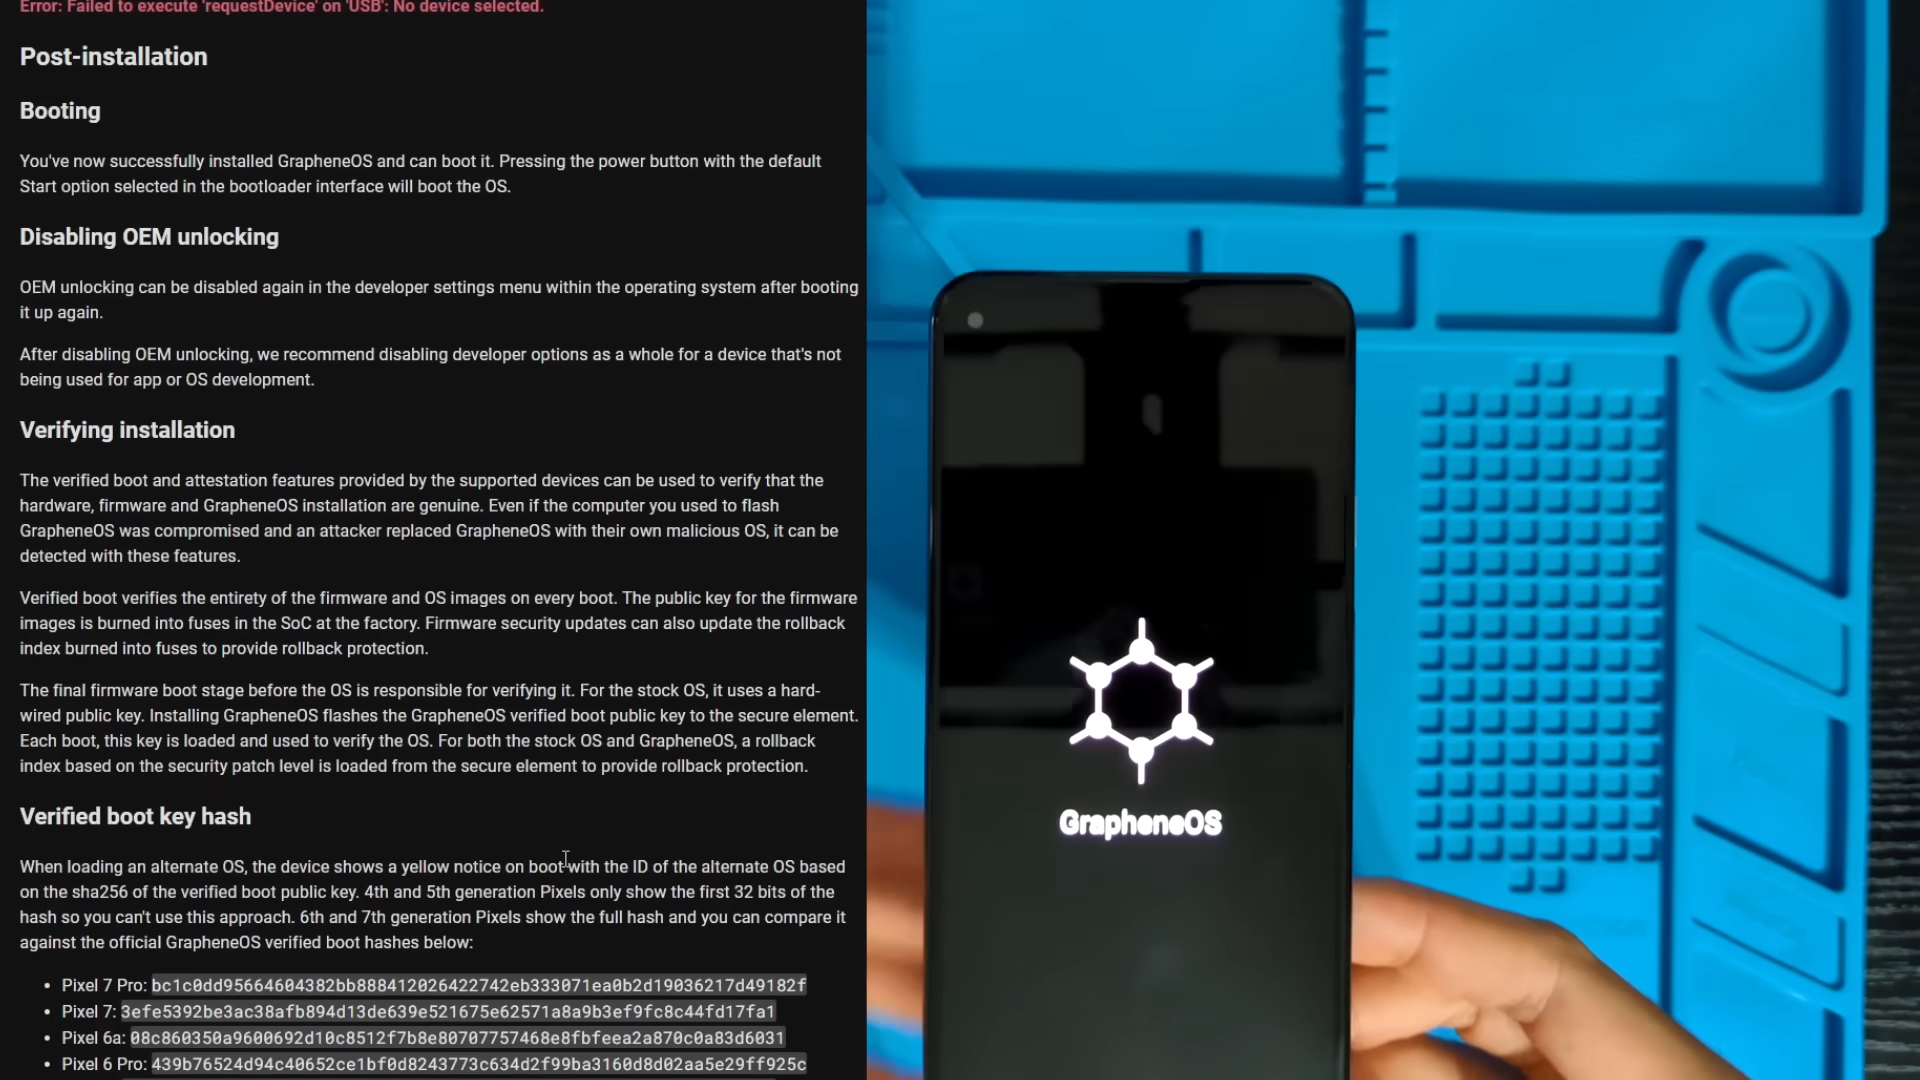 Error: Failed to execute 'requestDevice' on 'USB': No device selected.
Post-installation
Booting
You've now successfully installed GrapheneOS and can boot it. Pressing the power button with the default
Start option selected in the bootloader interface will boot the OS.
Disabling OEM unlocking
OEM unlocking can be disabled again in the developer settings menu within the operating system after booting
it up again.
After disabling OEM unlocking, we recommend disabling developer options as a whole for a device that's not
being used for app or OS development.
Verifying installation
The verified boot and attestation features provided by the supported devices can be used to verify that the
hardware, firmware and GrapheneOS installation are genuine. Even if the computer you used to flash
GrapheneOS was compromised and an attacker replaced GrapheneOS with their own malicious OS, it can be
detected with these features.
Verified boot verifies the entirety of the firmware and OS images on every boot. The public key for the firmware
images is burned into fuses in the SoC at the factory. Firmware security updates can also update the rollback
index burned into fuses to provide rollback protection.
The final firmware boot stage before the OS is responsible for verifying it. For the stock OS, it uses a hard-
wired public key. Installing GrapheneOS flashes the GrapheneOS verified boot public key to the secure element.
Each boot, this key is loaded and used to verify the OS. For both the stock OS and GrapheneOS, a rollback
index based on the security patch level is loaded from the secure element to provide rollback protection.
Verified boot key hash
When loading an alternate OS, the device shows a yellow notice on boot with the ID of the alternate OS based
on the sha256 of the verified boot public key. 4th and 5th generation Pixels only show the first 32 bits of the
hash so you can't use this approach. 6th and 7th generation Pixels show the full hash and you can compare it
against the official GrapheneOS verified boot hashes below:
• Pixel 7 Pro: bc1c0dd95664604382bb888412026422742eb333071ea0b2d19036217d49182f
• Pixel 7: 3efe5392be3ac38afb894d13de639e521675e62571a8a9b3ef9fc8c44fd17fa1
• Pixel 6a: 08c860350a9600692d10c8512f7b8e80707757468e8fbfeea2a870c0a83d6031
• Pixel 6 Pro: 439b76524d94c40652ce1bf0d8243773c634d2f99ba3160d8d02aa5e29ff925c
GrapheneOS